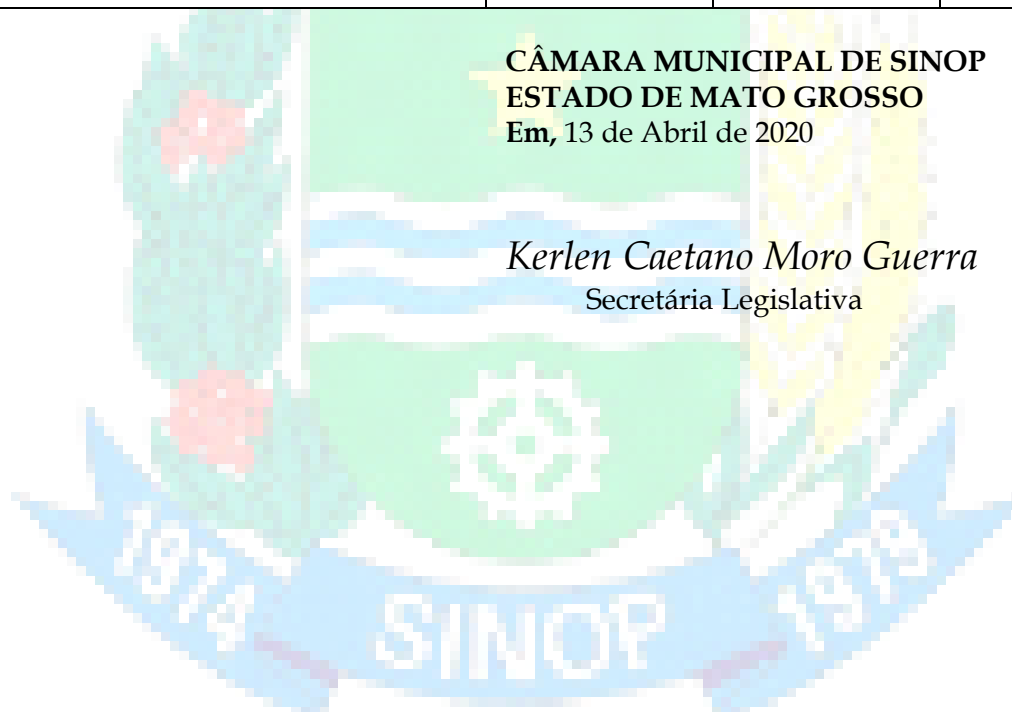 CÂMARA MUNICIPAL DE SINOP
ESTADO DE MATO GROSSO
Em, 13 de Abril de 2020
Kerlen Caetano Moro Guerra
Secretária Legislativa
1974
SINOP
1979